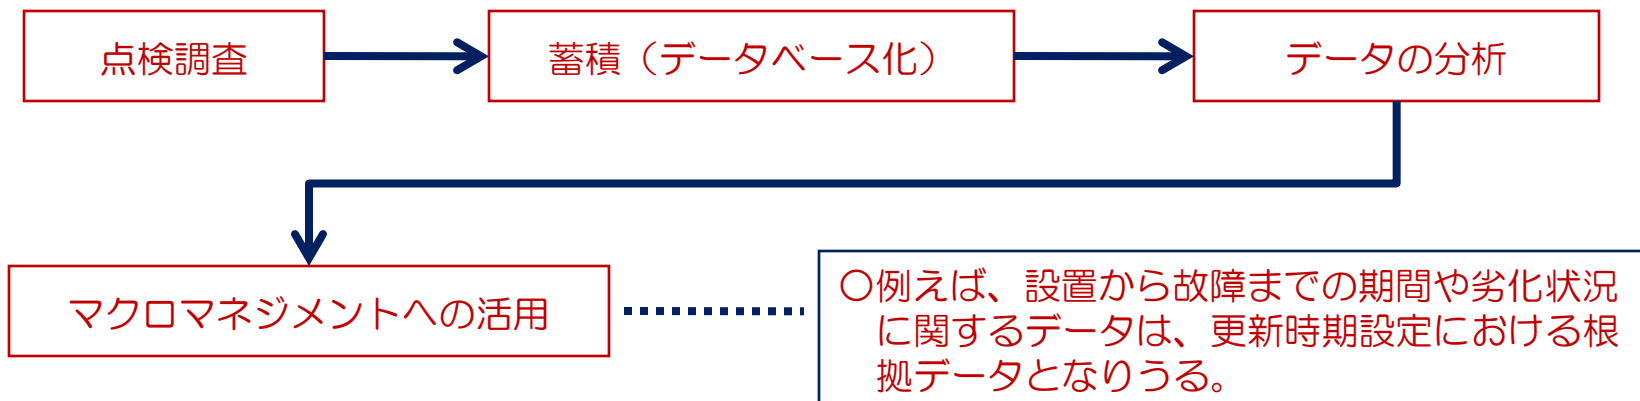 点検調査
蓄積（データベース化）
データの分析
マクロマネジメントへの活用
○例えば、設置から故障までの期間や劣化状況
に関するデータは、更新時期設定における根
拠データとなりうる。